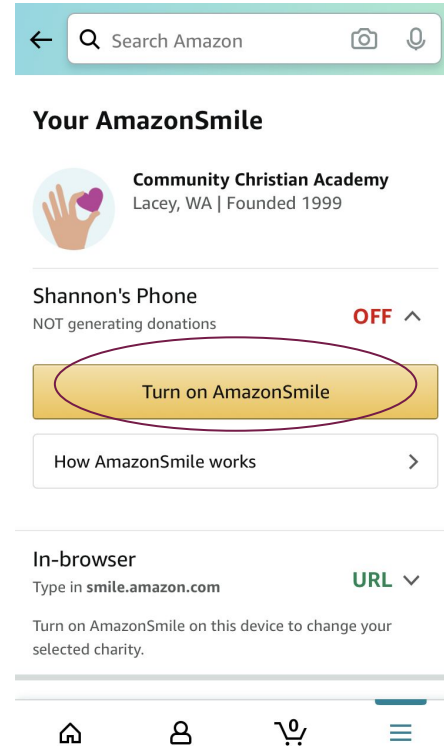 Search Amazon
Your AmazonSmile
Community Christian Academy
Lacey, WA | Founded 1999
Shannon's Phone
NOT generating donations
OFF
Turn on AmazonSmile
How AmazonSmile works
In-browser
Type in smile.amazon.com
URL
Turn on AmazonSmile on this device to change your
selected charity.
0